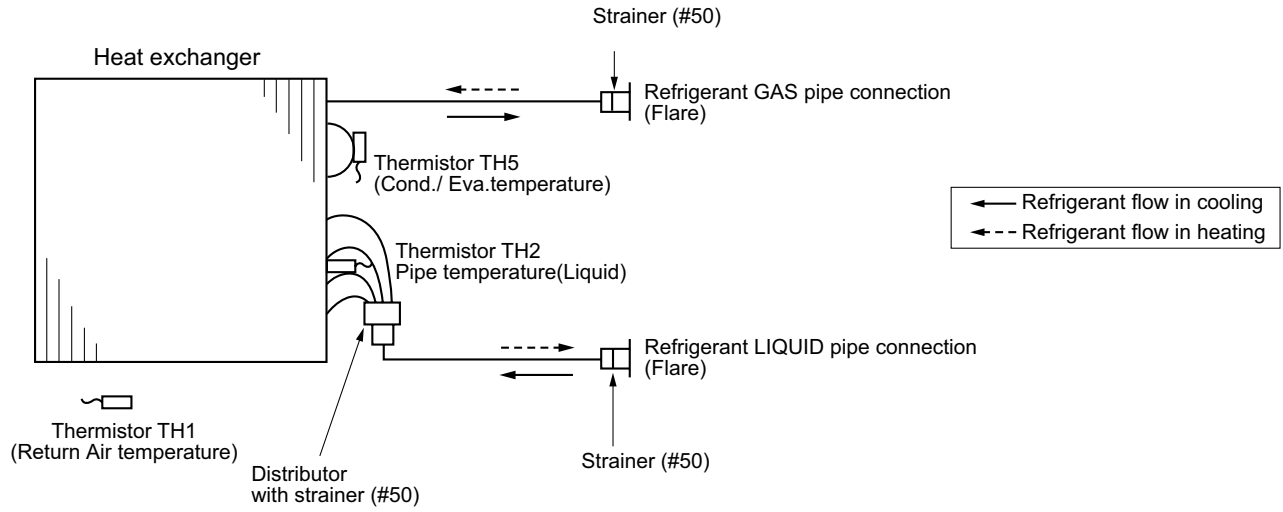 Strainer (#50)
Heat exchanger
Refrigerant GAS pipe connection
(Flare)
Thermistor TH5
(Cond./ Eva.temperature)
Refrigerant flow in cooling
Refrigerant flow in heating
Thermistor TH2
Pipe temperature(Liquid)
Refrigerant LIQUID pipe connection
(Flare)
Thermistor TH1
(Return Air temperature)
Distributor
with strainer (#50)
Strainer (#50)